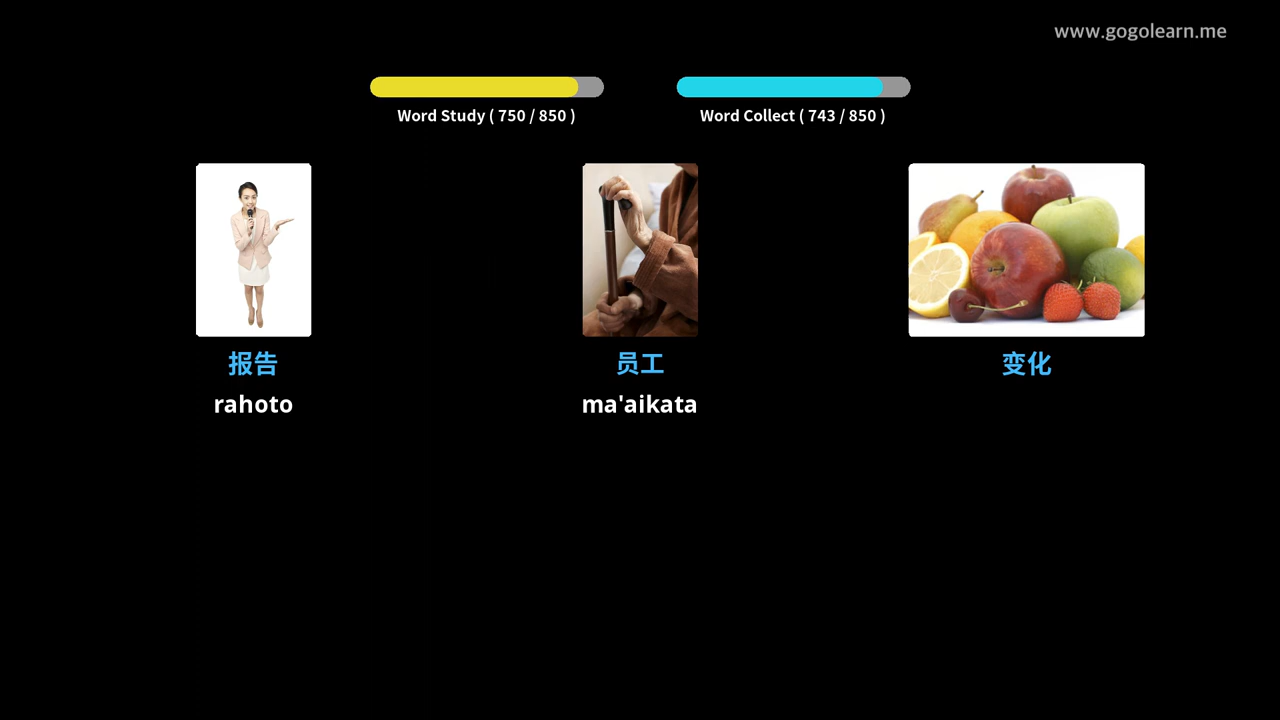 www.gogolearn.me
Word Study ( 750 / 850 )
Word Collect ( 743 / 850 )
报告
员工
变化
rahoto
ma'aikata